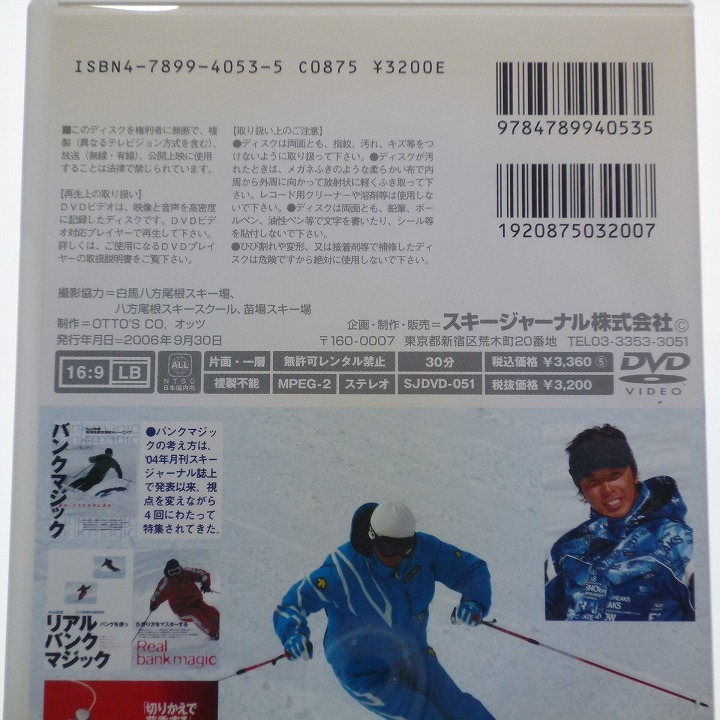 ISBN4-7899-4053-5 C0875 ¥3200E
9784789940535
1920875032007
■このディスクを権利者に無断で、複
製（異なるテレビジョン方式を含む）、
放送（無線・有線）、公開上映に使用
することは法律で禁じられています。
【再生上の取り扱い】
DVDビデオは、映像と音声を高密度
に記録したディスクです。DVDビデ
オ対応プレイヤーで再生して下さい。
詳しくは、ご使用になるDVDプレイ
ヤーの取扱説明書をご覧下さい。
【取り扱い上のご注意】
●ディスクは両面とも、指紋、汚れ、キズ等をつ
けないように取り扱って下さい。●ディスクが汚
れたときは、メガネふきのような柔らかい布で内
周から外周に向かって放射状に軽くふき取って下
さい。レコード用クリーナーや溶剤等は使用しな
いで下さい。●ディスクは両面とも、鉛筆、ボー
ルペン、油性ペン等で文字を書いたり、シール等
を貼付しないで下さい。
●ひび割れや変形、又は接着剤等で補修したディ
スクは危険ですから絶対に使用しないで下さい。
撮影協力＝白馬八方尾根スキー場、
八方尾根スキースクール、苗場スキー場
制作＝OTTO'S CO. オッツ
発行年月日＝2006年9月30日
企画・制作・販売＝スキージャーナル株式会社©
〒160-0007 東京都新宿区荒木町20番地 TEL03-3353-3051
16:9 LB
ALL
NTSC
日本国内向
片面・一層 無許可レンタル禁止 30分 税込価格 ¥3,360 ⑤
複製不能 MPEG-2 ステレオ SJDVD-051 税抜価格 ¥3,200
DVD
VIDEO
バンクマジック
●バンクマジッ
クの考え方は、
'04年月刊スキー
ジャーナル誌上
で発表以来、視
点を変えながら
4回にわたって
特集されてきた。
リアル
バンク
マジック
バンクを使っ
た滑り方をマスターする
Real
bank magic
「切りかえで